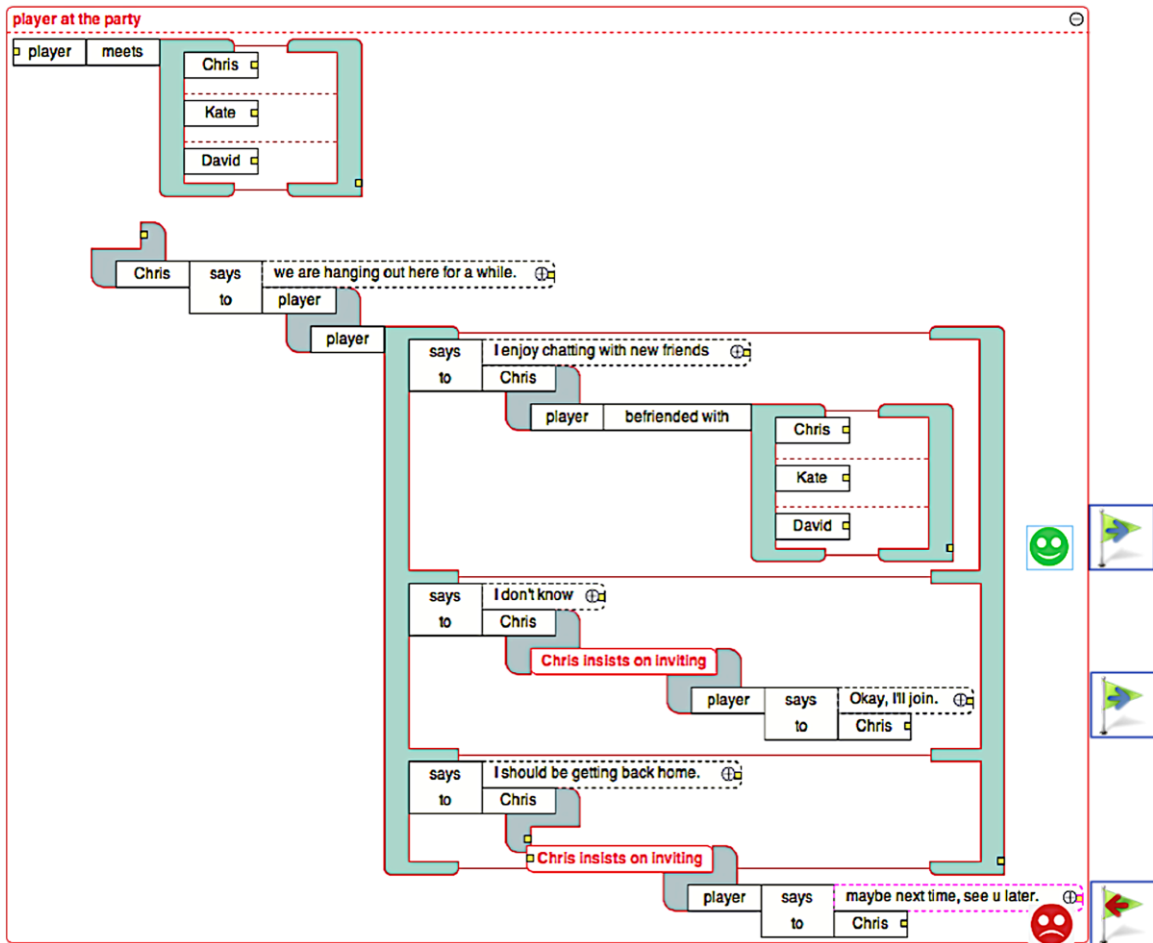 player at the party
player meets
Chris
Kate
David
Chris says we are hanging out here for a while.
to player
player
says I enjoy chatting with new friends
to Chris
player befriended with
Chris
Kate
David
says I don't know
to Chris
Chris insists on inviting
player says Okay, I'll join.
to Chris
says I should be getting back home.
to Chris
Chris insists on inviting
player says maybe next time, see u later.
to Chris